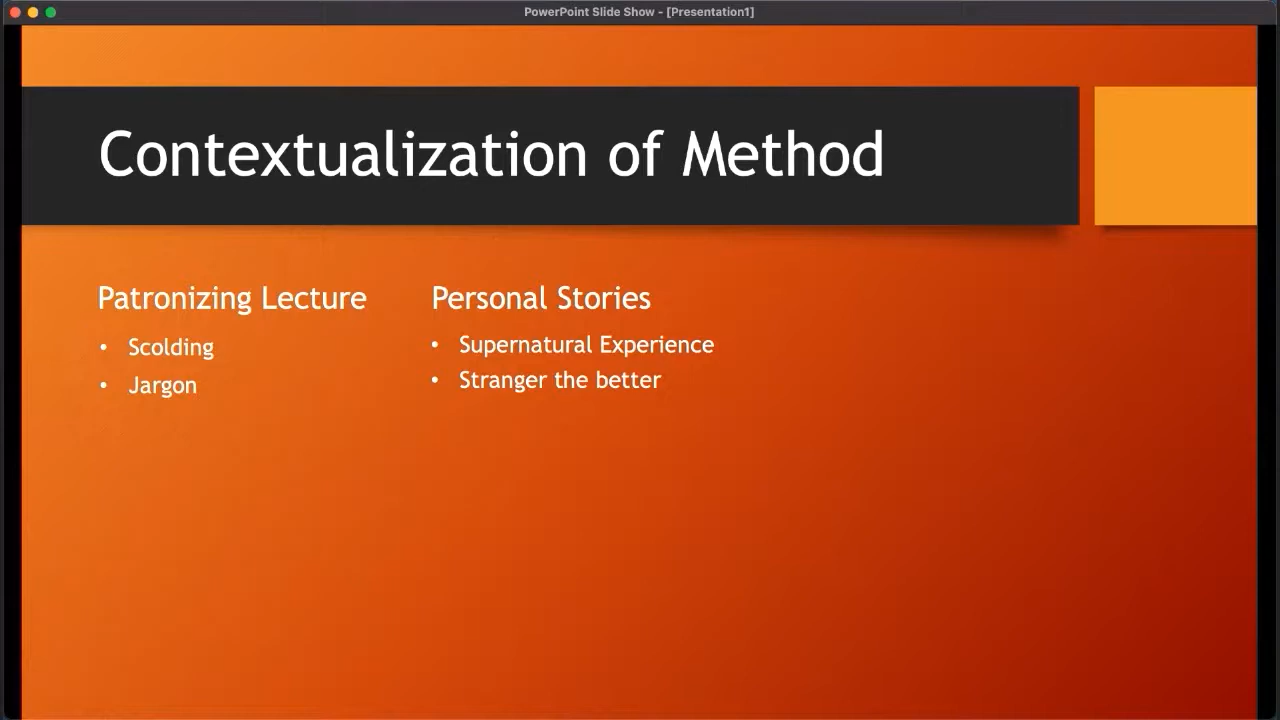 PowerPoint Slide Show - [Presentation1]
Contextualization of Method
Patronizing Lecture
• Scolding
• Jargon
Personal Stories
• Supernatural Experience
• Stranger the better